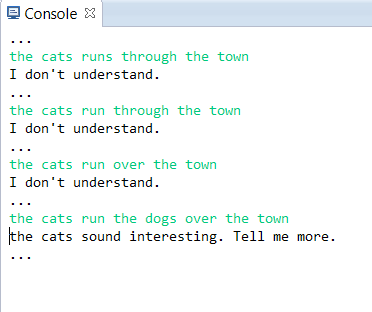 Console
...
the cats runs through the town
I don't understand.
...
the cats run through the town
I don't understand.
...
the cats run over the town
I don't understand.
...
the cats run the dogs over the town
the cats sound interesting. Tell me more.
...